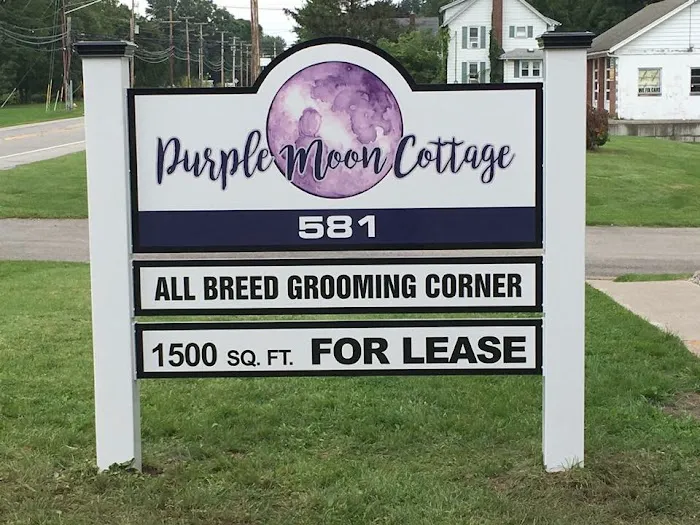 Purple Moon Cottage
581
ALL BREED GROOMING CORNER
1500 SQ. FT. FOR LEASE